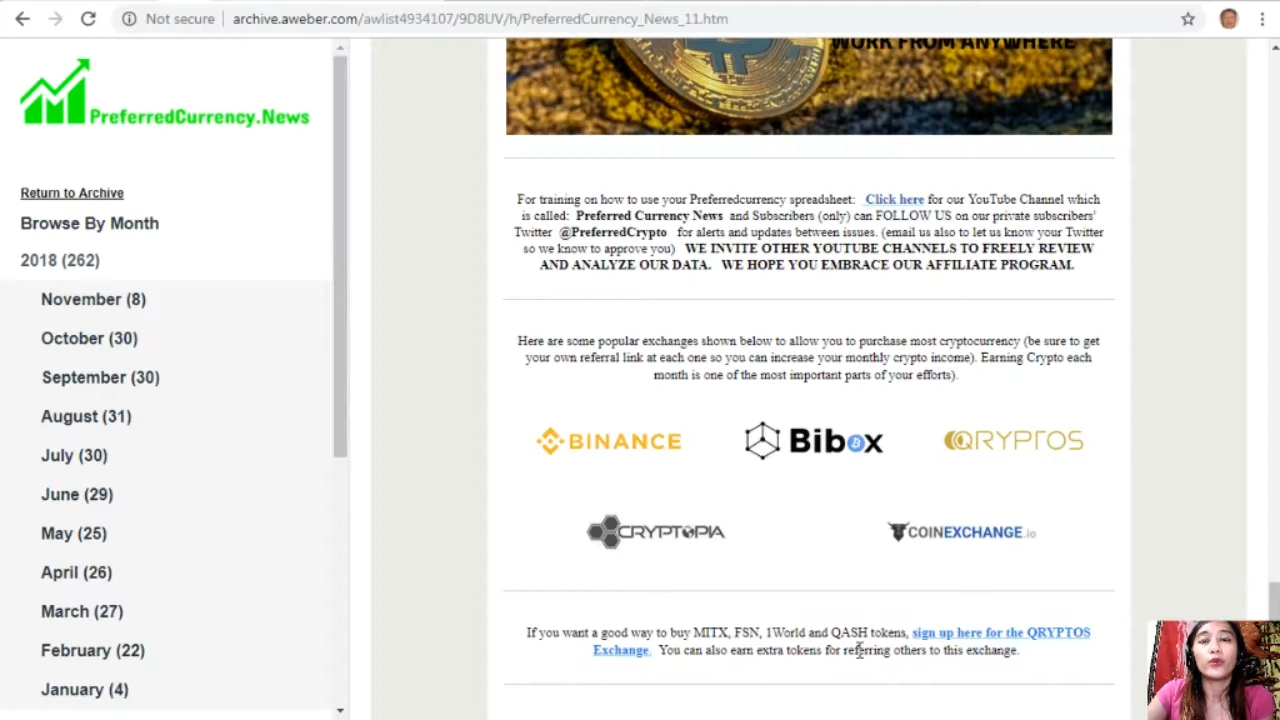 Not secure
archive.aweber.com/awlist4934107/9D8UV/h/PreferredCurrency_News_11.htm
PreferredCurrency.News
Return to Archive
Browse By Month
2018 (262)
November (8)
October (30)
September (30)
August (31)
July (30)
June (29)
May (25)
April (26)
March (27)
February (22)
January (4)
WORK FROM ANYWHERE
For training on how to use your Preferredcurrency spreadsheet: Click here for our YouTube Channel which
is called: Preferred Currency News and Subscribers (only) can FOLLOW US on our private subscribers'
Twitter @PreferredCrypto for alerts and updates between issues. (email us also to let us know your Twitter
so we know to approve you) WE INVITE OTHER YOUTUBE CHANNELS TO FREELY REVIEW
AND ANALYZE OUR DATA. WE HOPE YOU EMBRACE OUR AFFILIATE PROGRAM.
Here are some popular exchanges shown below to allow you to purchase most cryptocurrency (be sure to get
your own referral link at each one so you can increase your monthly crypto income). Earning Crypto each
month is one of the most important parts of your efforts).
BINANCE
Bibox
QRYPTOS
CRYPTOPIA
COINEXCHANGE.io
If you want a good way to buy MITX, FSN, 1World and QASH tokens, sign up here for the QRYPTOS
Exchange. You can also earn extra tokens for referring others to this exchange.